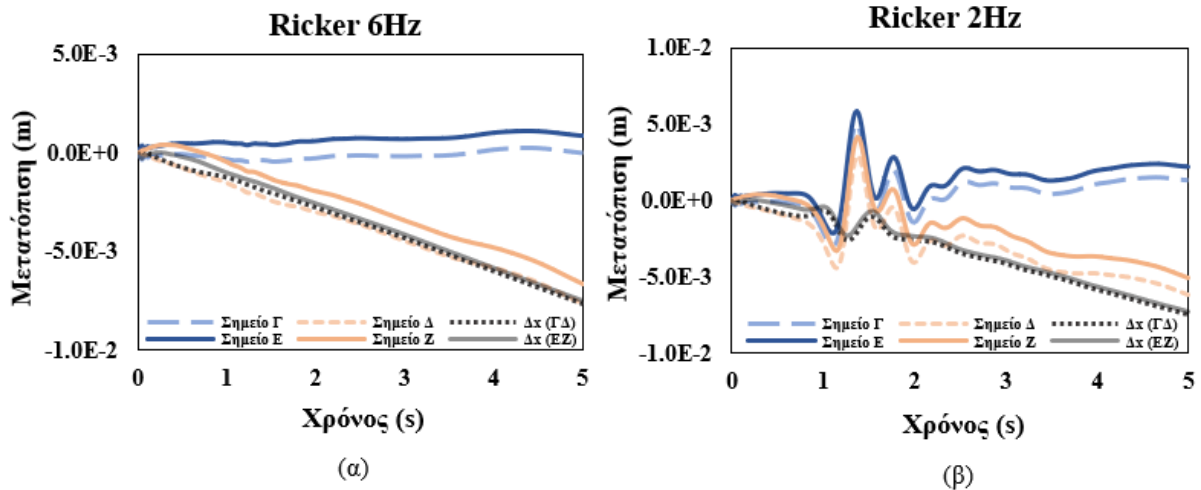 Ricker 6Hz
5.0E-3
0.0E+0
-5.0E-3
-1.0E-2
Μετατόπιση (m)
Σημείο Γ Σημείο Δ Δx (ΓΔ)
Σημείο Ε Σημείο Ζ Δx (ΕΖ)
0 1 2 3 4 5
Χρόνος (s)
(α)
Ricker 2Hz
1.0E-2
5.0E-3
0.0E+0
-5.0E-3
-1.0E-2
Μετατόπιση (m)
Σημείο Γ Σημείο Δ Δx (ΓΔ)
Σημείο Ε Σημείο Ζ Δx (ΕΖ)
0 1 2 3 4 5
Χρόνος (s)
(β)